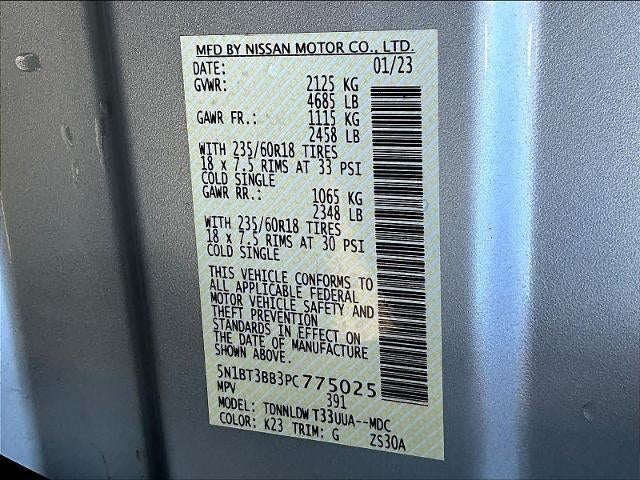 MFD BY NISSAN MOTOR CO., LTD.
DATE: 01/23
GVWR: 2125 KG
4685 LB
GAWR FR.: 1115 KG
2458 LB
WITH 235/60R18 TIRES
18 x 7.5 RIMS AT 33 PSI
COLD SINGLE
GAWR RR.: 1065 KG
2348 LB
WITH 235/60R18 TIRES
18 x 7.5 RIMS AT 30 PSI
COLD SINGLE
THIS VEHICLE CONFORMS TO
ALL APPLICABLE FEDERAL
MOTOR VEHICLE SAFETY AND
THEFT PREVENTION
STANDARDS IN EFFECT ON
THE DATE OF MANUFACTURE
SHOWN ABOVE.
5N1BT3BB3PC775025
MPV 391
MODEL: TDNNLDW T33UUA--MDC
COLOR: K23 TRIM: G ZS30A